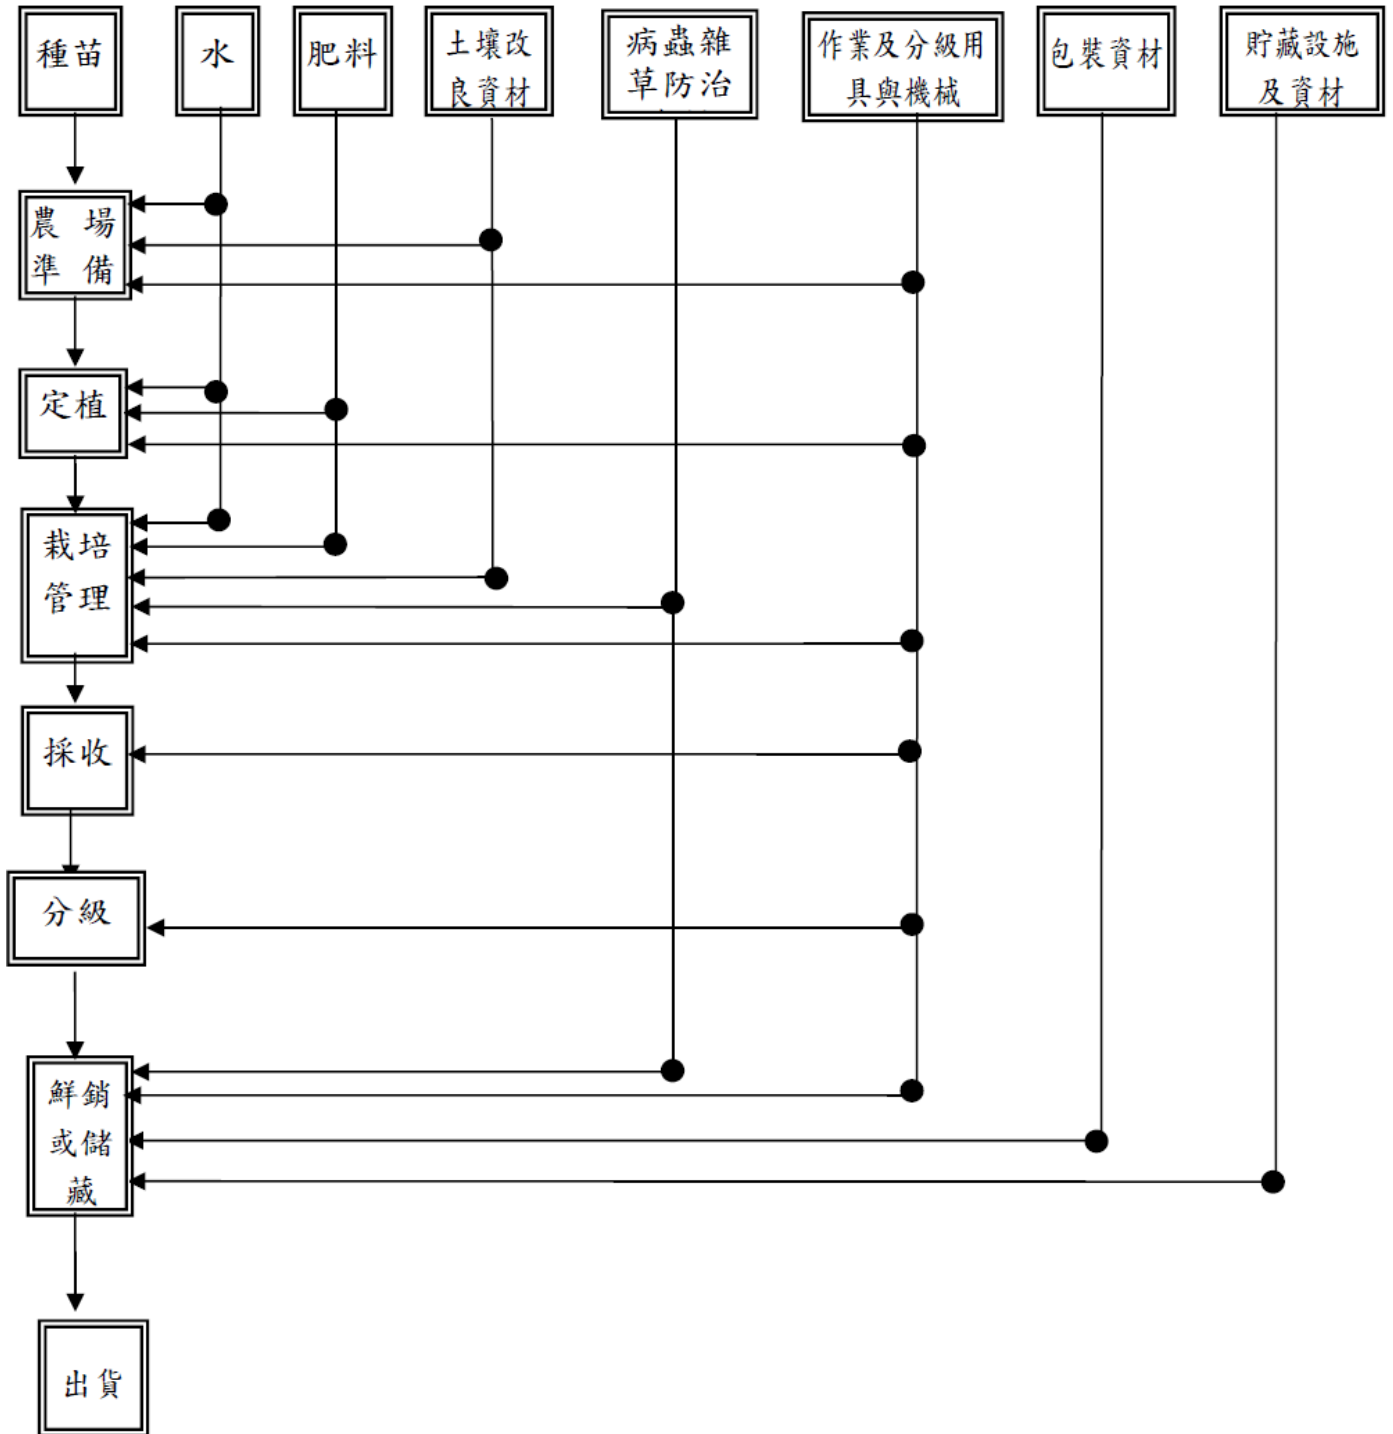 種苗
水
肥料
土壤改
良資材
病蟲雜
草防治
作業及分級用
具與機械
包裝資材
貯藏設施
及資材
農 場
準 備
定植
栽培
管理
採收
分級
鮮銷
或儲
藏
出貨